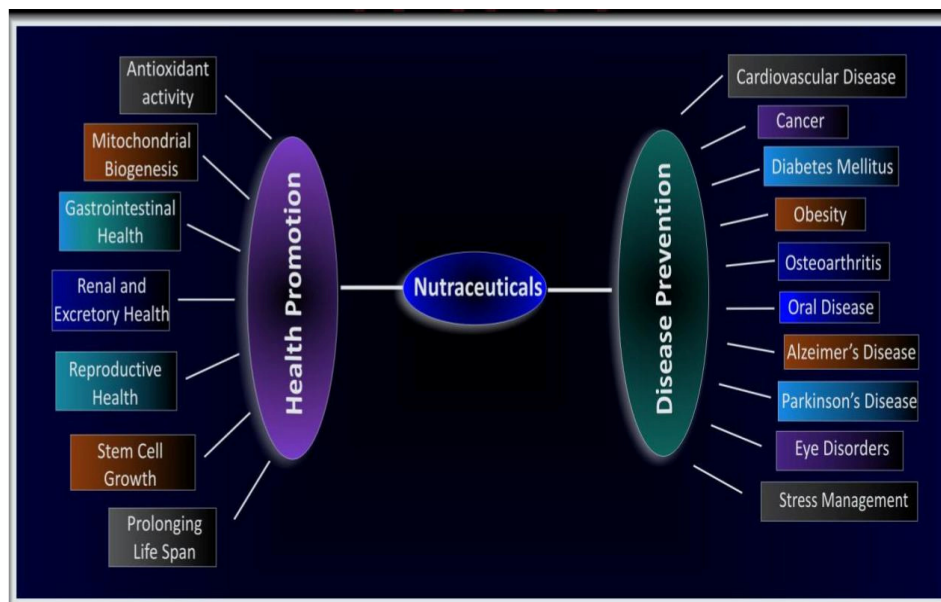 Antioxidant
activity
Mitochondrial
Biogenesis
Gastrointestinal
Health
Renal and
Excretory Health
Reproductive
Health
Stem Cell
Growth
Prolonging
Life Span
Health Promotion
Nutraceuticals
Disease Prevention
Cardiovascular Disease
Cancer
Diabetes Mellitus
Obesity
Osteoarthritis
Oral Disease
Alzeimer's Disease
Parkinson's Disease
Eye Disorders
Stress Management